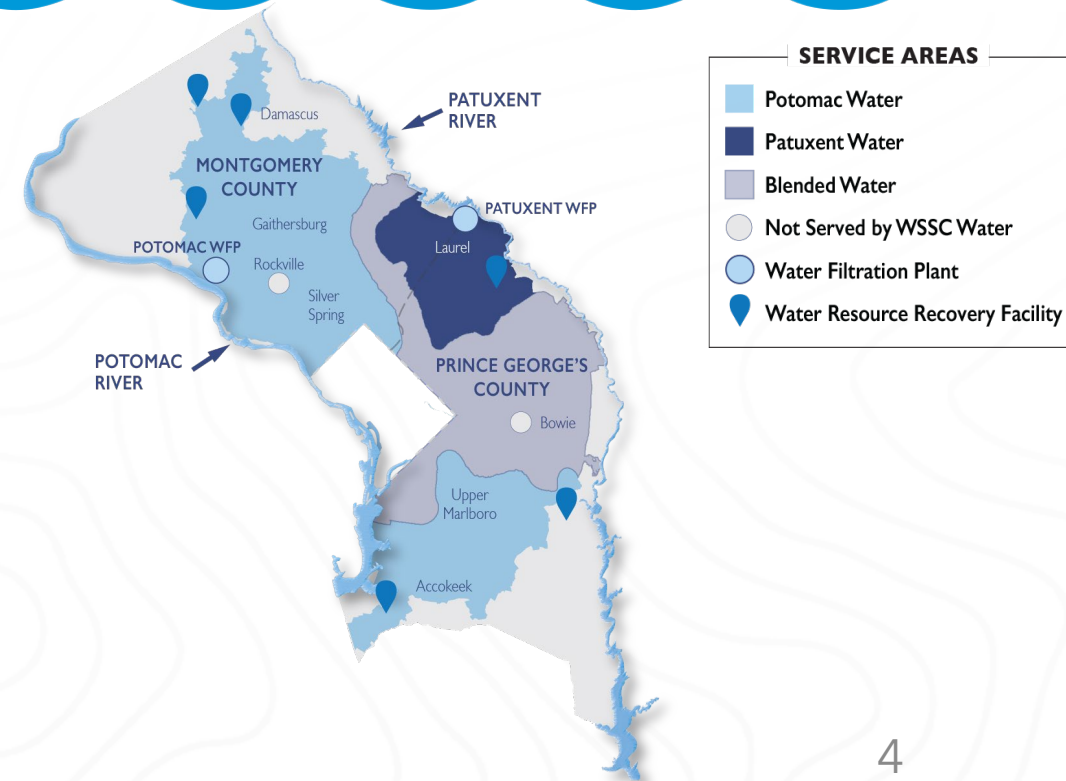 SERVICE AREAS
Potomac Water
Patuxent Water
Blended Water
Not Served by WSSC Water
Water Filtration Plant
Water Resource Recovery Facility
PATUXENT
RIVER
Damascus
MONTGOMERY
COUNTY
PATUXENT WFP
Gaithersburg
Laurel
POTOMAC WFP
Rockville
Silver
Spring
POTOMAC
RIVER
PRINCE GEORGE'S
COUNTY
Bowie
Upper
Marlboro
Accokeek
4